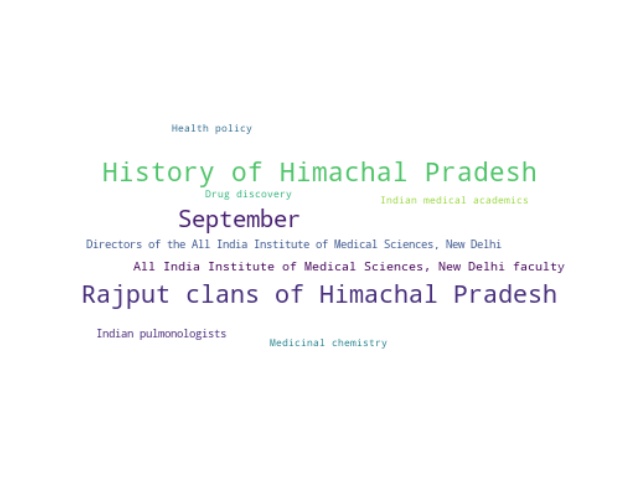 Health policy
History of Himachal Pradesh
Drug discovery
Indian medical academics
September
Directors of the All India Institute of Medical Sciences, New Delhi
All India Institute of Medical Sciences, New Delhi faculty
Rajput clans of Himachal Pradesh
Indian pulmonologists
Medicinal chemistry